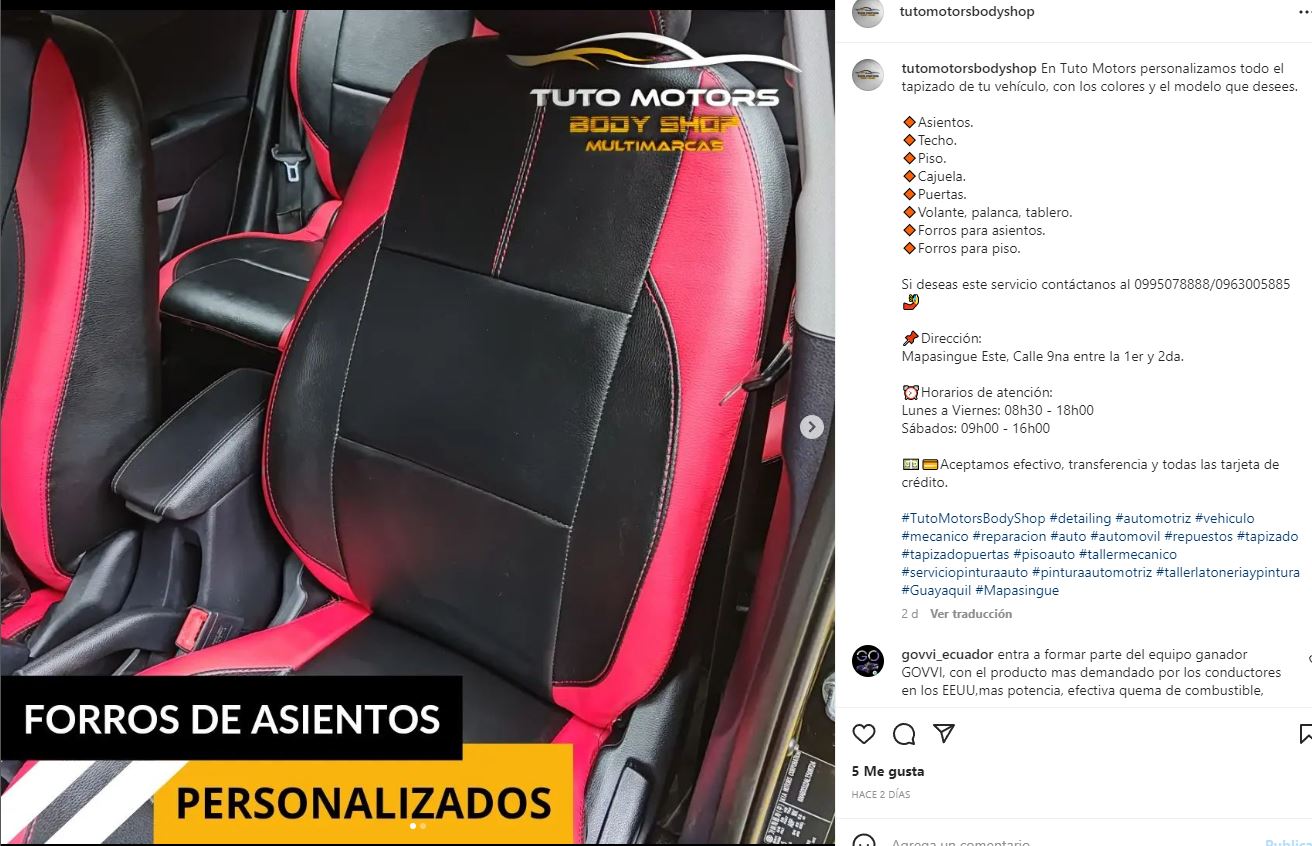 TUTO MOTORS
BODY SHOP
MULTIMARCAS
FORROS DE ASIENTOS
PERSONALIZADOS
tutomotorsbodyshop
tutomotorsbodyshop En Tuto Motors personalizamos todo el
tapizado de tu vehículo, con los colores y el modelo que desees.
🔶Asientos.
🔶Techo.
🔶Piso.
🔶Cajuela.
🔶Puertas.
🔶Volante, palanca, tablero.
🔶Forros para asientos.
🔶Forros para piso.
Si deseas este servicio contáctanos al 0995078888/0963005885
🤳
📌Dirección:
Mapasingue Este, Calle 9na entre la 1er y 2da.
⏰Horarios de atención:
Lunes a Viernes: 08h30 - 18h00
Sábados: 09h00 - 16h00
💵💳Aceptamos efectivo, transferencia y todas las tarjeta de
crédito.
#TutoMotorsBodyShop #detailing #automotriz #vehiculo
#mecanico #reparacion #auto #automovil #repuestos #tapizado
#tapizadopuertas #pisoauto #tallermecanico
#serviciopinturaauto #pinturaautomotriz #tallerlatoneriaypintura
#Guayaquil #Mapasingue
2 d Ver traducción
govvi_ecuador entra a formar parte del equipo ganador
GOVVI, con el producto mas demandado por los conductores
en los EEUU,mas potencia, efectiva quema de combustible,
5 Me gusta
HACE 2 DÍAS
Agrega un comentario
Publica